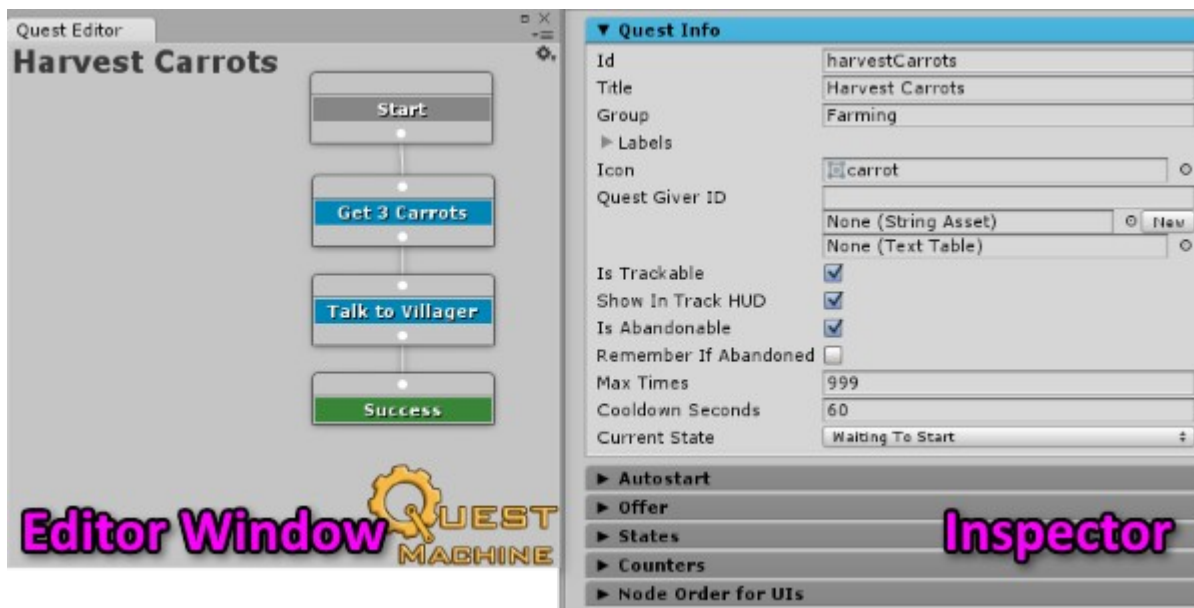 Quest Editor
Harvest Carrots
Start
Get 3 Carrots
Talk to Villager
Success
Editor Window
QUEST
MACHINE
Quest Info
Id harvestCarrots
Title Harvest Carrots
Group Farming
Labels
Icon carrot
Quest Giver ID
None (String Asset) New
None (Text Table)
Is Trackable
Show In Track HUD
Is Abandonable
Remember If Abandoned
Max Times 999
Cooldown Seconds 60
Current State Waiting To Start
Autostart
Offer
States
Counters
Node Order for UIs
Inspector